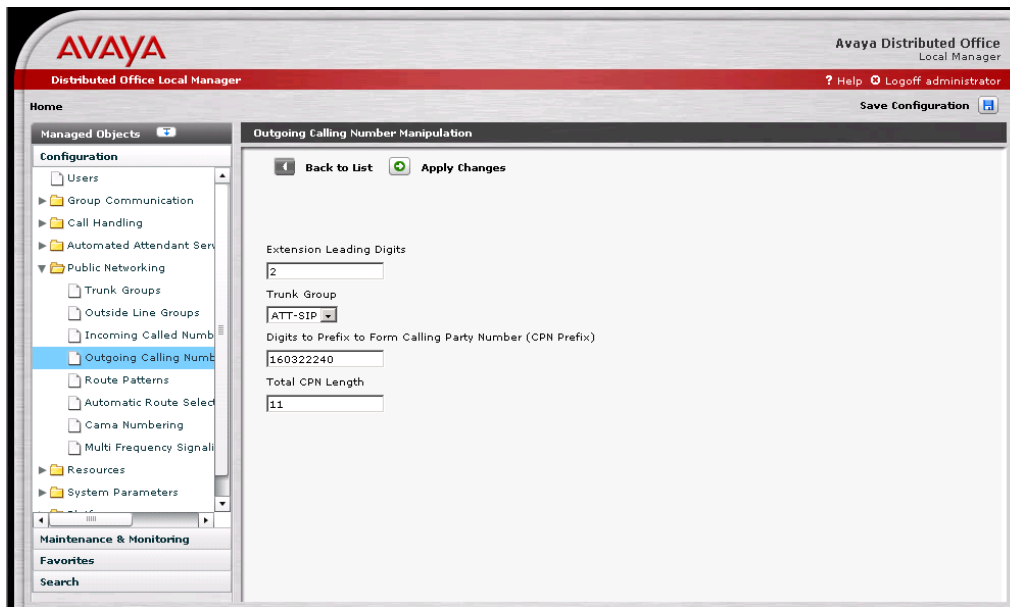 AVAYA
Avaya Distributed Office
Local Manager
Distributed Office Local Manager
? Help Logoff administrator
Home
Save Configuration
Managed Objects
Outgoing Calling Number Manipulation
Configuration
Back to List
Apply Changes
Users
Group Communication
Call Handling
Automated Attendant Serv
Public Networking
Trunk Groups
Outside Line Groups
Incoming Called Numb
Outgoing Calling Numb
Route Patterns
Automatic Route Select
Cama Numbering
Multi Frequency Signali
Resources
System Parameters
Maintenance & Monitoring
Favorites
Search
Extension Leading Digits
2
Trunk Group
ATT-SIP
Digits to Prefix to Form Calling Party Number (CPN Prefix)
160322240
Total CPN Length
11